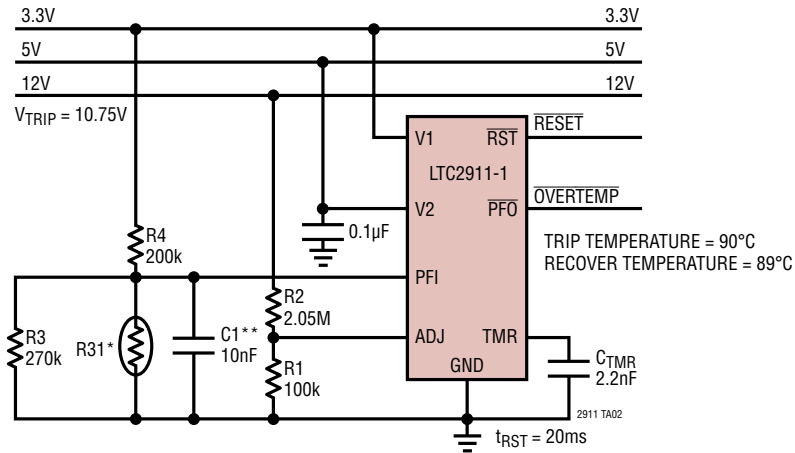 3.3V 3.3V
5V 5V
12V 12V
VTRIP = 10.75V
V1 RST RESET
LTC2911-1
V2 PFO OVERTEMP
0.1µF
R4
200k
TRIP TEMPERATURE = 90°C
RECOVER TEMPERATURE = 89°C
PFI
R2
2.05M
R3
270k
R31*
C1**
10nF
ADJ TMR
R1
100k
GND
CTMR
2.2nF
2911 TA02
tRST = 20ms